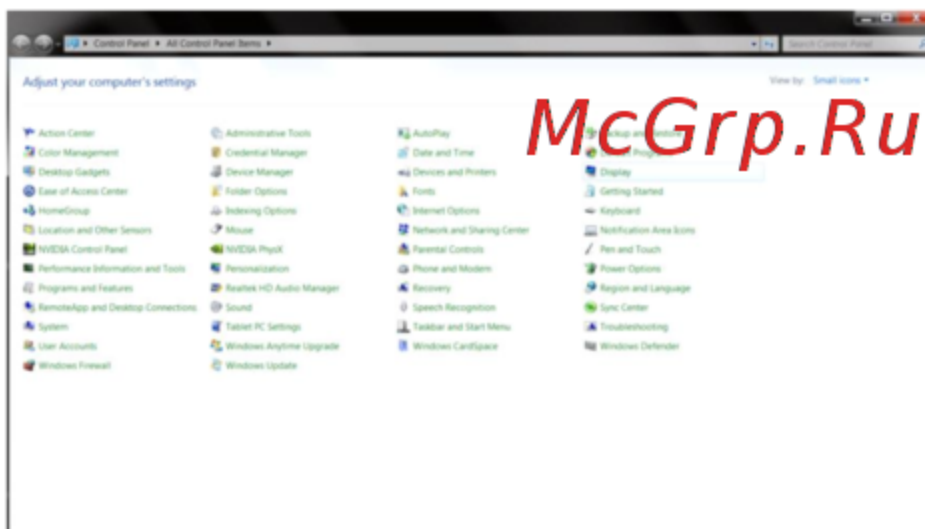 Control Panel ▸ All Control Panel Items ▸
Search Control Panel
Adjust your computer's settings
View by: Small icons
McGrp.Ru
Action Center
Administrative Tools
AutoPlay
Backup and Restore
Color Management
Credential Manager
Date and Time
Desktop Gadgets
Device Manager
Devices and Printers
Display
Ease of Access Center
Folder Options
Fonts
Getting Started
HomeGroup
Indexing Options
Internet Options
Keyboard
Location and Other Sensors
Mouse
Network and Sharing Center
Notification Area Icons
NVIDIA Control Panel
NVIDIA PhysX
Parental Controls
Pen and Touch
Performance Information and Tools
Personalization
Phone and Modem
Power Options
Programs and Features
Realtek HD Audio Manager
Recovery
Region and Language
RemoteApp and Desktop Connections
Sound
Speech Recognition
Sync Center
System
Tablet PC Settings
Taskbar and Start Menu
Troubleshooting
User Accounts
Windows Anytime Upgrade
Windows CardSpace
Windows Defender
Windows Firewall
Windows Update